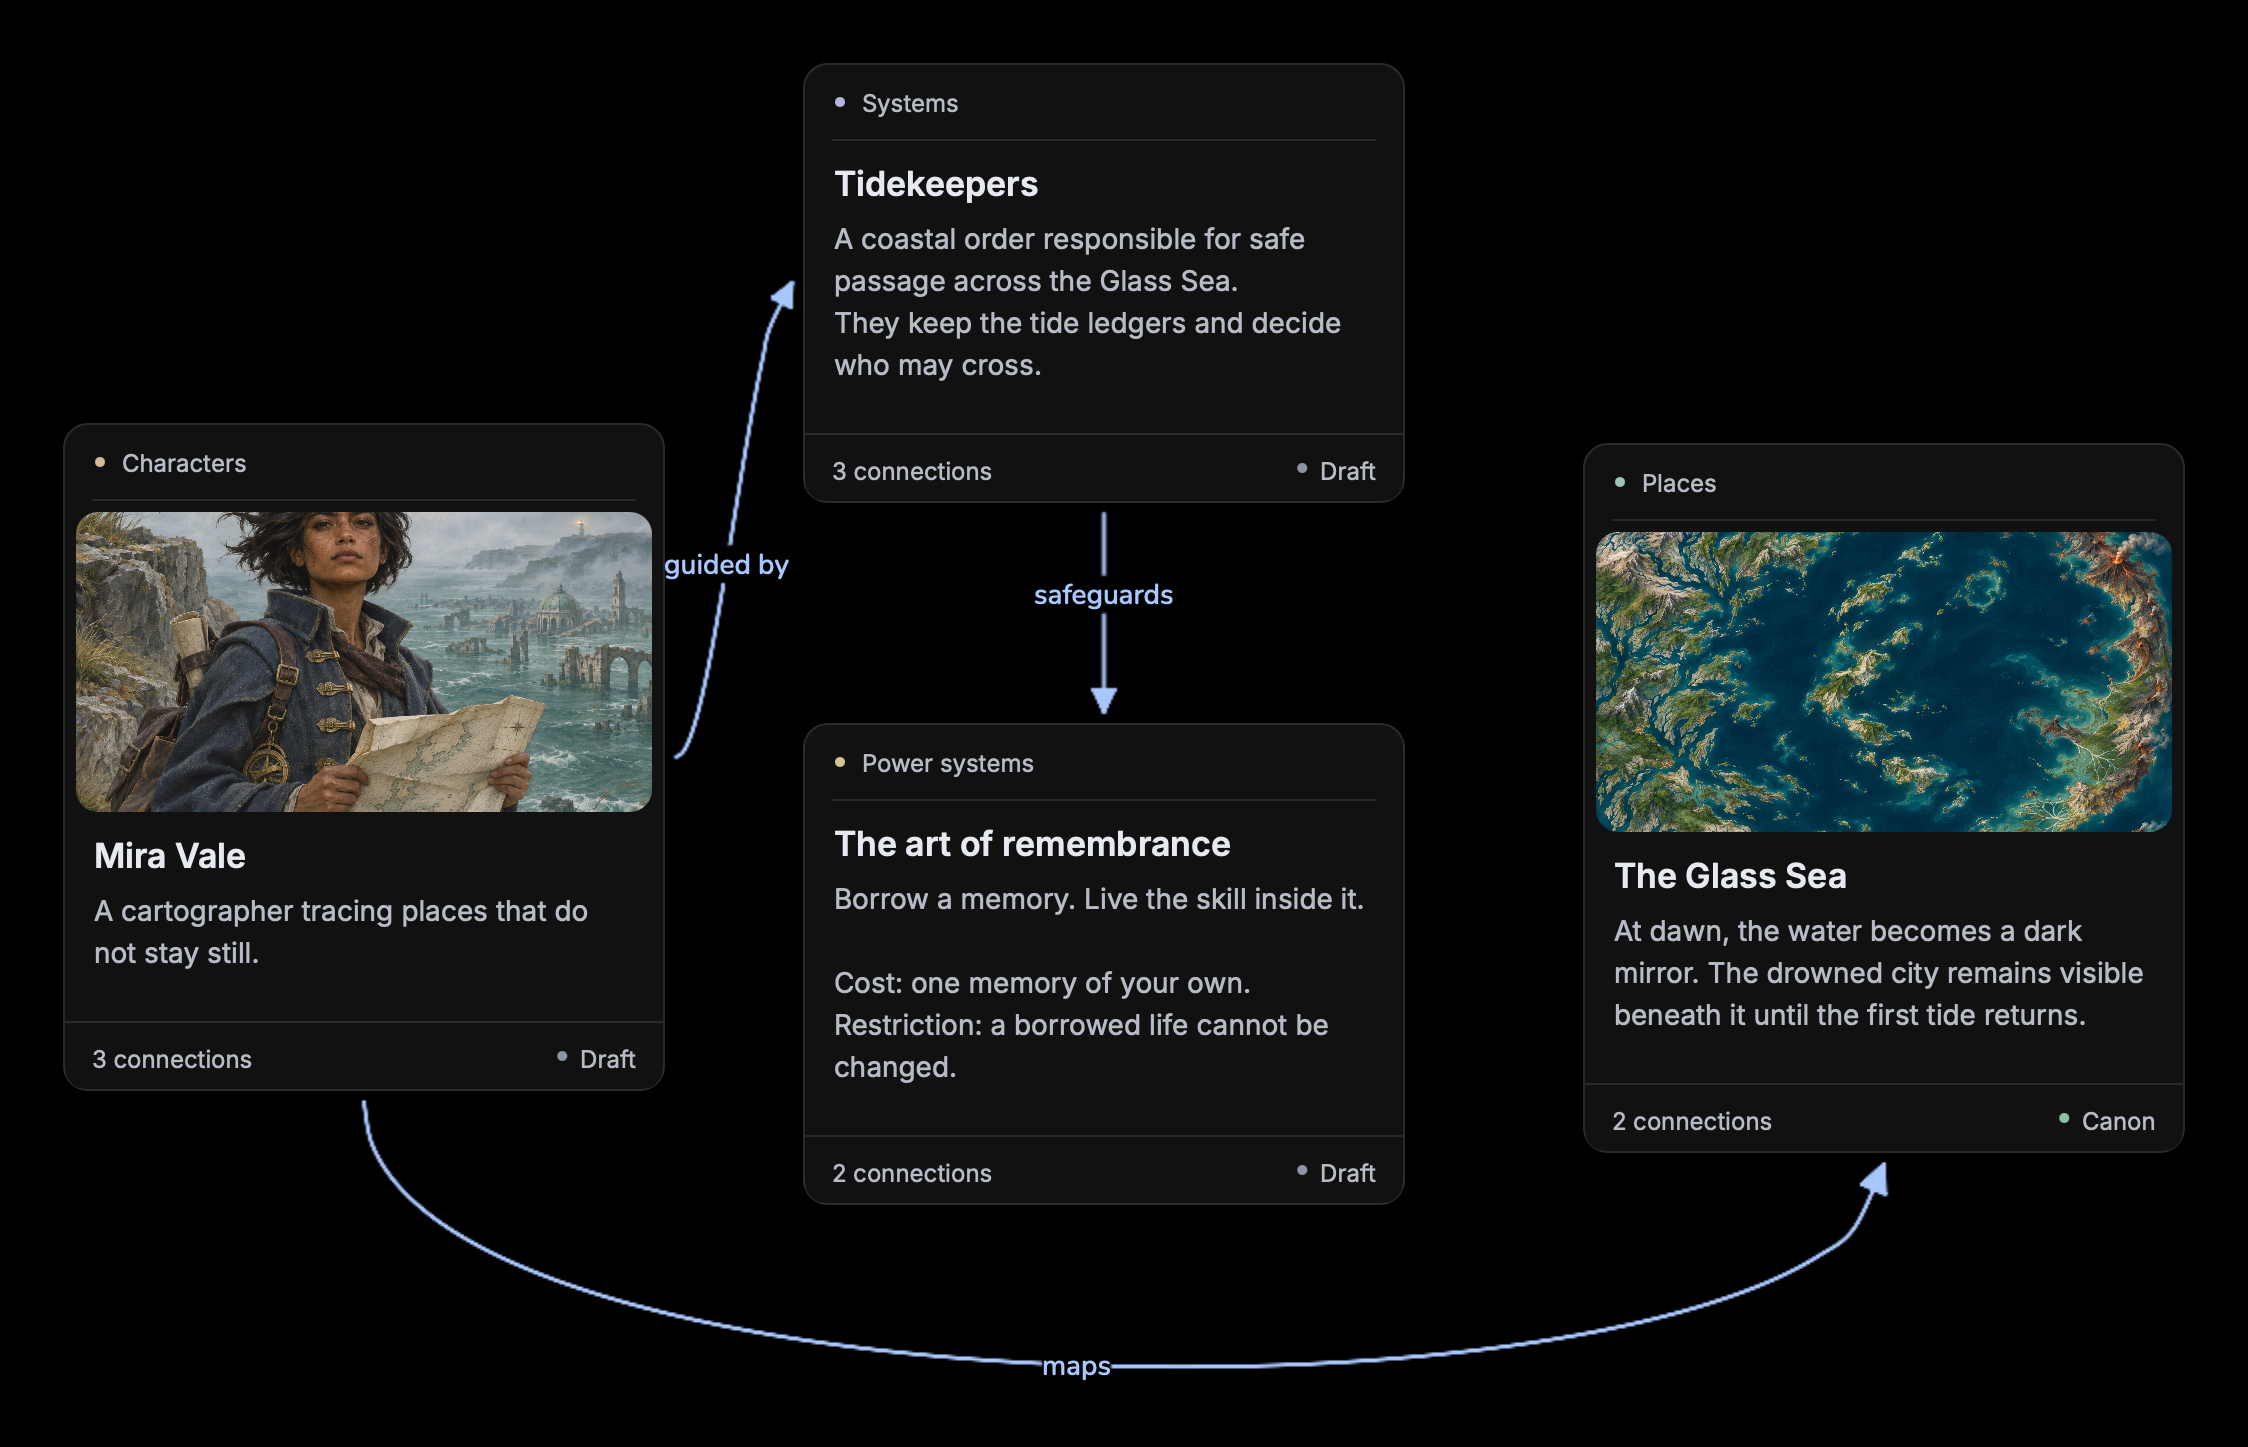 Systems
Tidekeepers
A coastal order responsible for safe
passage across the Glass Sea.
They keep the tide ledgers and decide
who may cross.
3 connections
Draft
Characters
Mira Vale
A cartographer tracing places that do
not stay still.
3 connections
Draft
guided by
safeguards
Power systems
The art of remembrance
Borrow a memory. Live the skill inside it.
Cost: one memory of your own.
Restriction: a borrowed life cannot be
changed.
2 connections
Draft
Places
The Glass Sea
At dawn, the water becomes a dark
mirror. The drowned city remains visible
beneath it until the first tide returns.
2 connections
Canon
maps